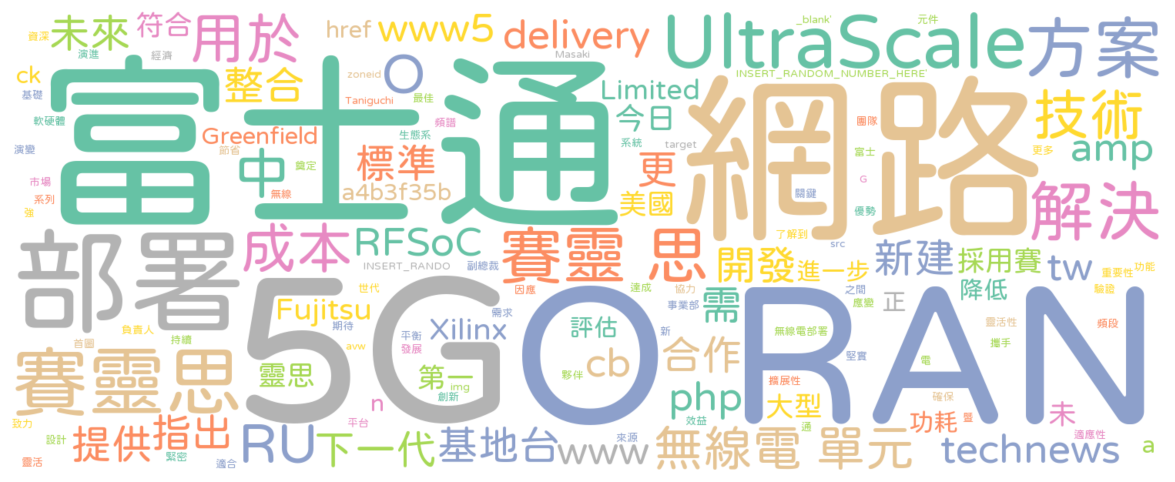 資深 未來 符合 用於 href www5 delivery _blank' 元件 UltraScale 方案
演進 經濟 Masaki
ck 整合 zoneid O INSERT_RANDOM_NUMBER_HERE'
基礎 富士通 Taniguchi 最佳 Limited 網路 技術
軟硬體 Greenfield 頻譜 今日 團隊 amp
演變 節省 中 標準 生態系 系統 target 富士 更多
市場 奠定 無線 a4b3f35b 更 關鍵 G 解決
系列 強 美國 優勢
部署 成本 RFSoC 賽靈 思 了解到
INSERT_RANDO 副總裁 開發 進一步 src 新建 採用賽 tw 重要性 功能
世代 因應 速成 協力 之間 降低 驗證
負責人 Fujitsu 期待 需求 事業部 需 應變 正 頻段
持續 平衡 Xilinx 評估 新 無線電部署 靈活性
首圖 avw 發展 合作 堅實 攜手
賽靈思 5G 靈思 第一 夥伴 cb O RAN 電
img 擴展性 確保
創新 n php 大型 功耗 未
致力 平台 效益 通 雙
設計 提供 指出 RU 下一代 基地台 來源 www 無線電 單元 technews 適應性 a
靈活 緊密 適合